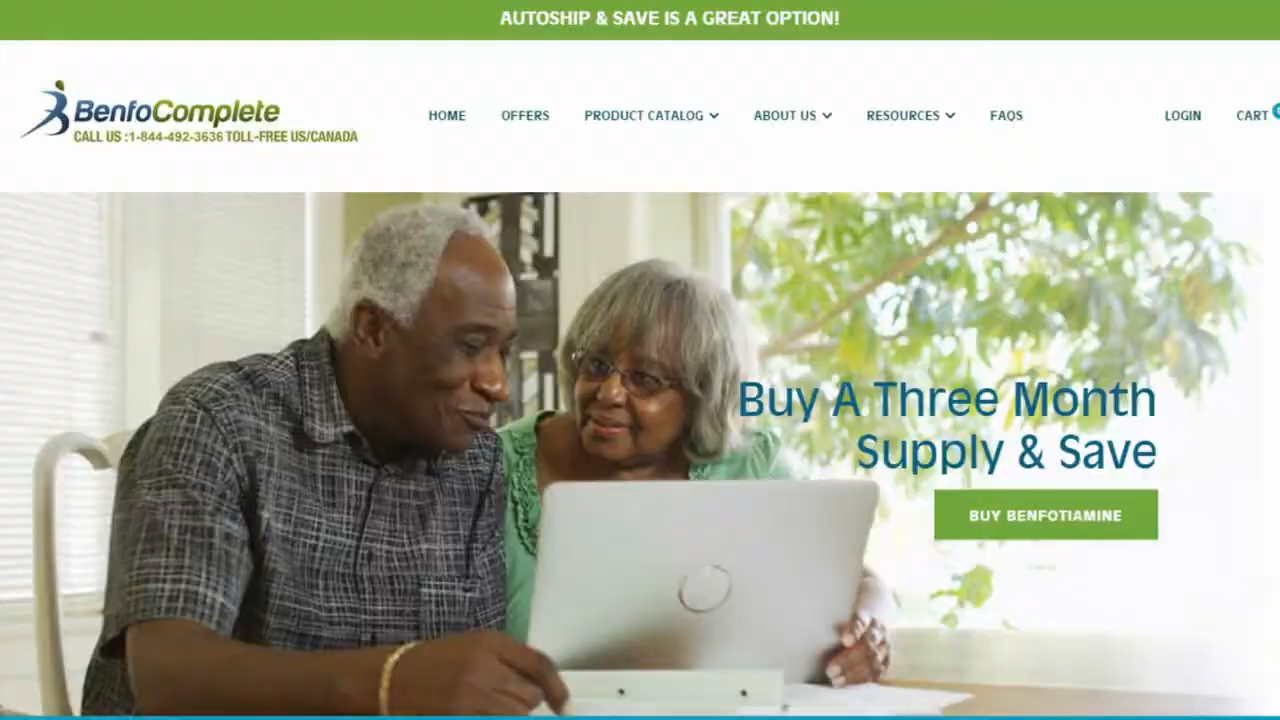 AUTOSHIP & SAVE IS A GREAT OPTION!
BenfoComplete
CALL US :1-844-492-3636 TOLL-FREE US/CANADA
HOME OFFERS PRODUCT CATALOG ABOUT US RESOURCES FAQS LOGIN CART
Buy A Three Month
Supply & Save
BUY BENFOTIAMINE